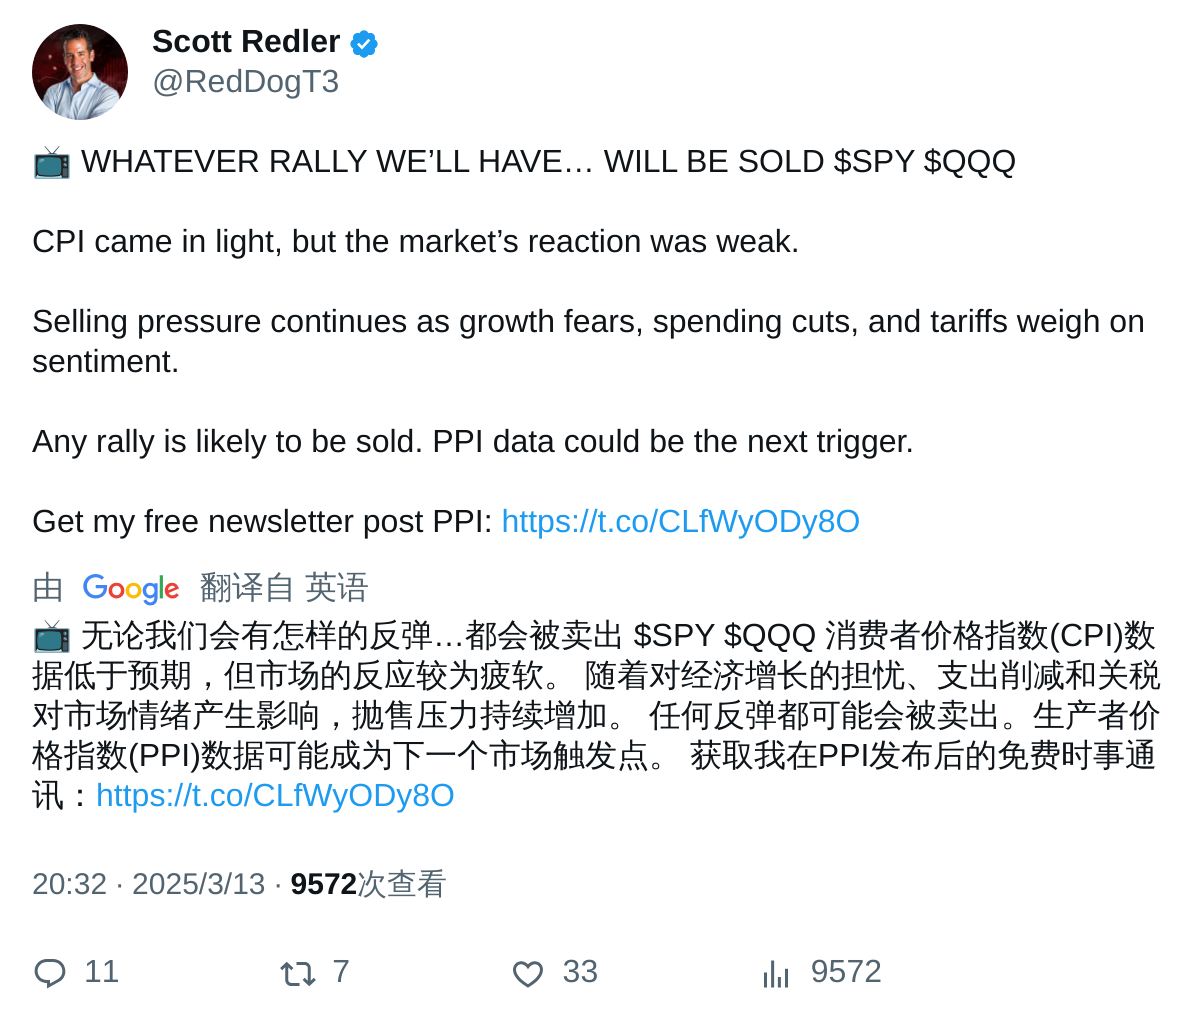 Scott Redler
@RedDogT3
📺 WHATEVER RALLY WE’LL HAVE… WILL BE SOLD $SPY $QQQ
CPI came in light, but the market’s reaction was weak.
Selling pressure continues as growth fears, spending cuts, and tariffs weigh on
sentiment.
Any rally is likely to be sold. PPI data could be the next trigger.
Get my free newsletter post PPI: https://t.co/CLfWyODy8O
由 Google 翻译自 英语
📺 无论我们会有怎样的反弹…都会被卖出 $SPY $QQQ 消费者价格指数(CPI)数
据低于预期，但市场的反应较为疲软。 随着对经济增长的担忧、支出削减和关税
对市场情绪产生影响，抛售压力持续增加。 任何反弹都可能会被卖出。生产者价
格指数(PPI)数据可能成为下一个市场触发点。 获取我在PPI发布后的免费时事通
讯：https://t.co/CLfWyODy8O
20:32 · 2025/3/13 · 9572次查看
11 7 33 9572